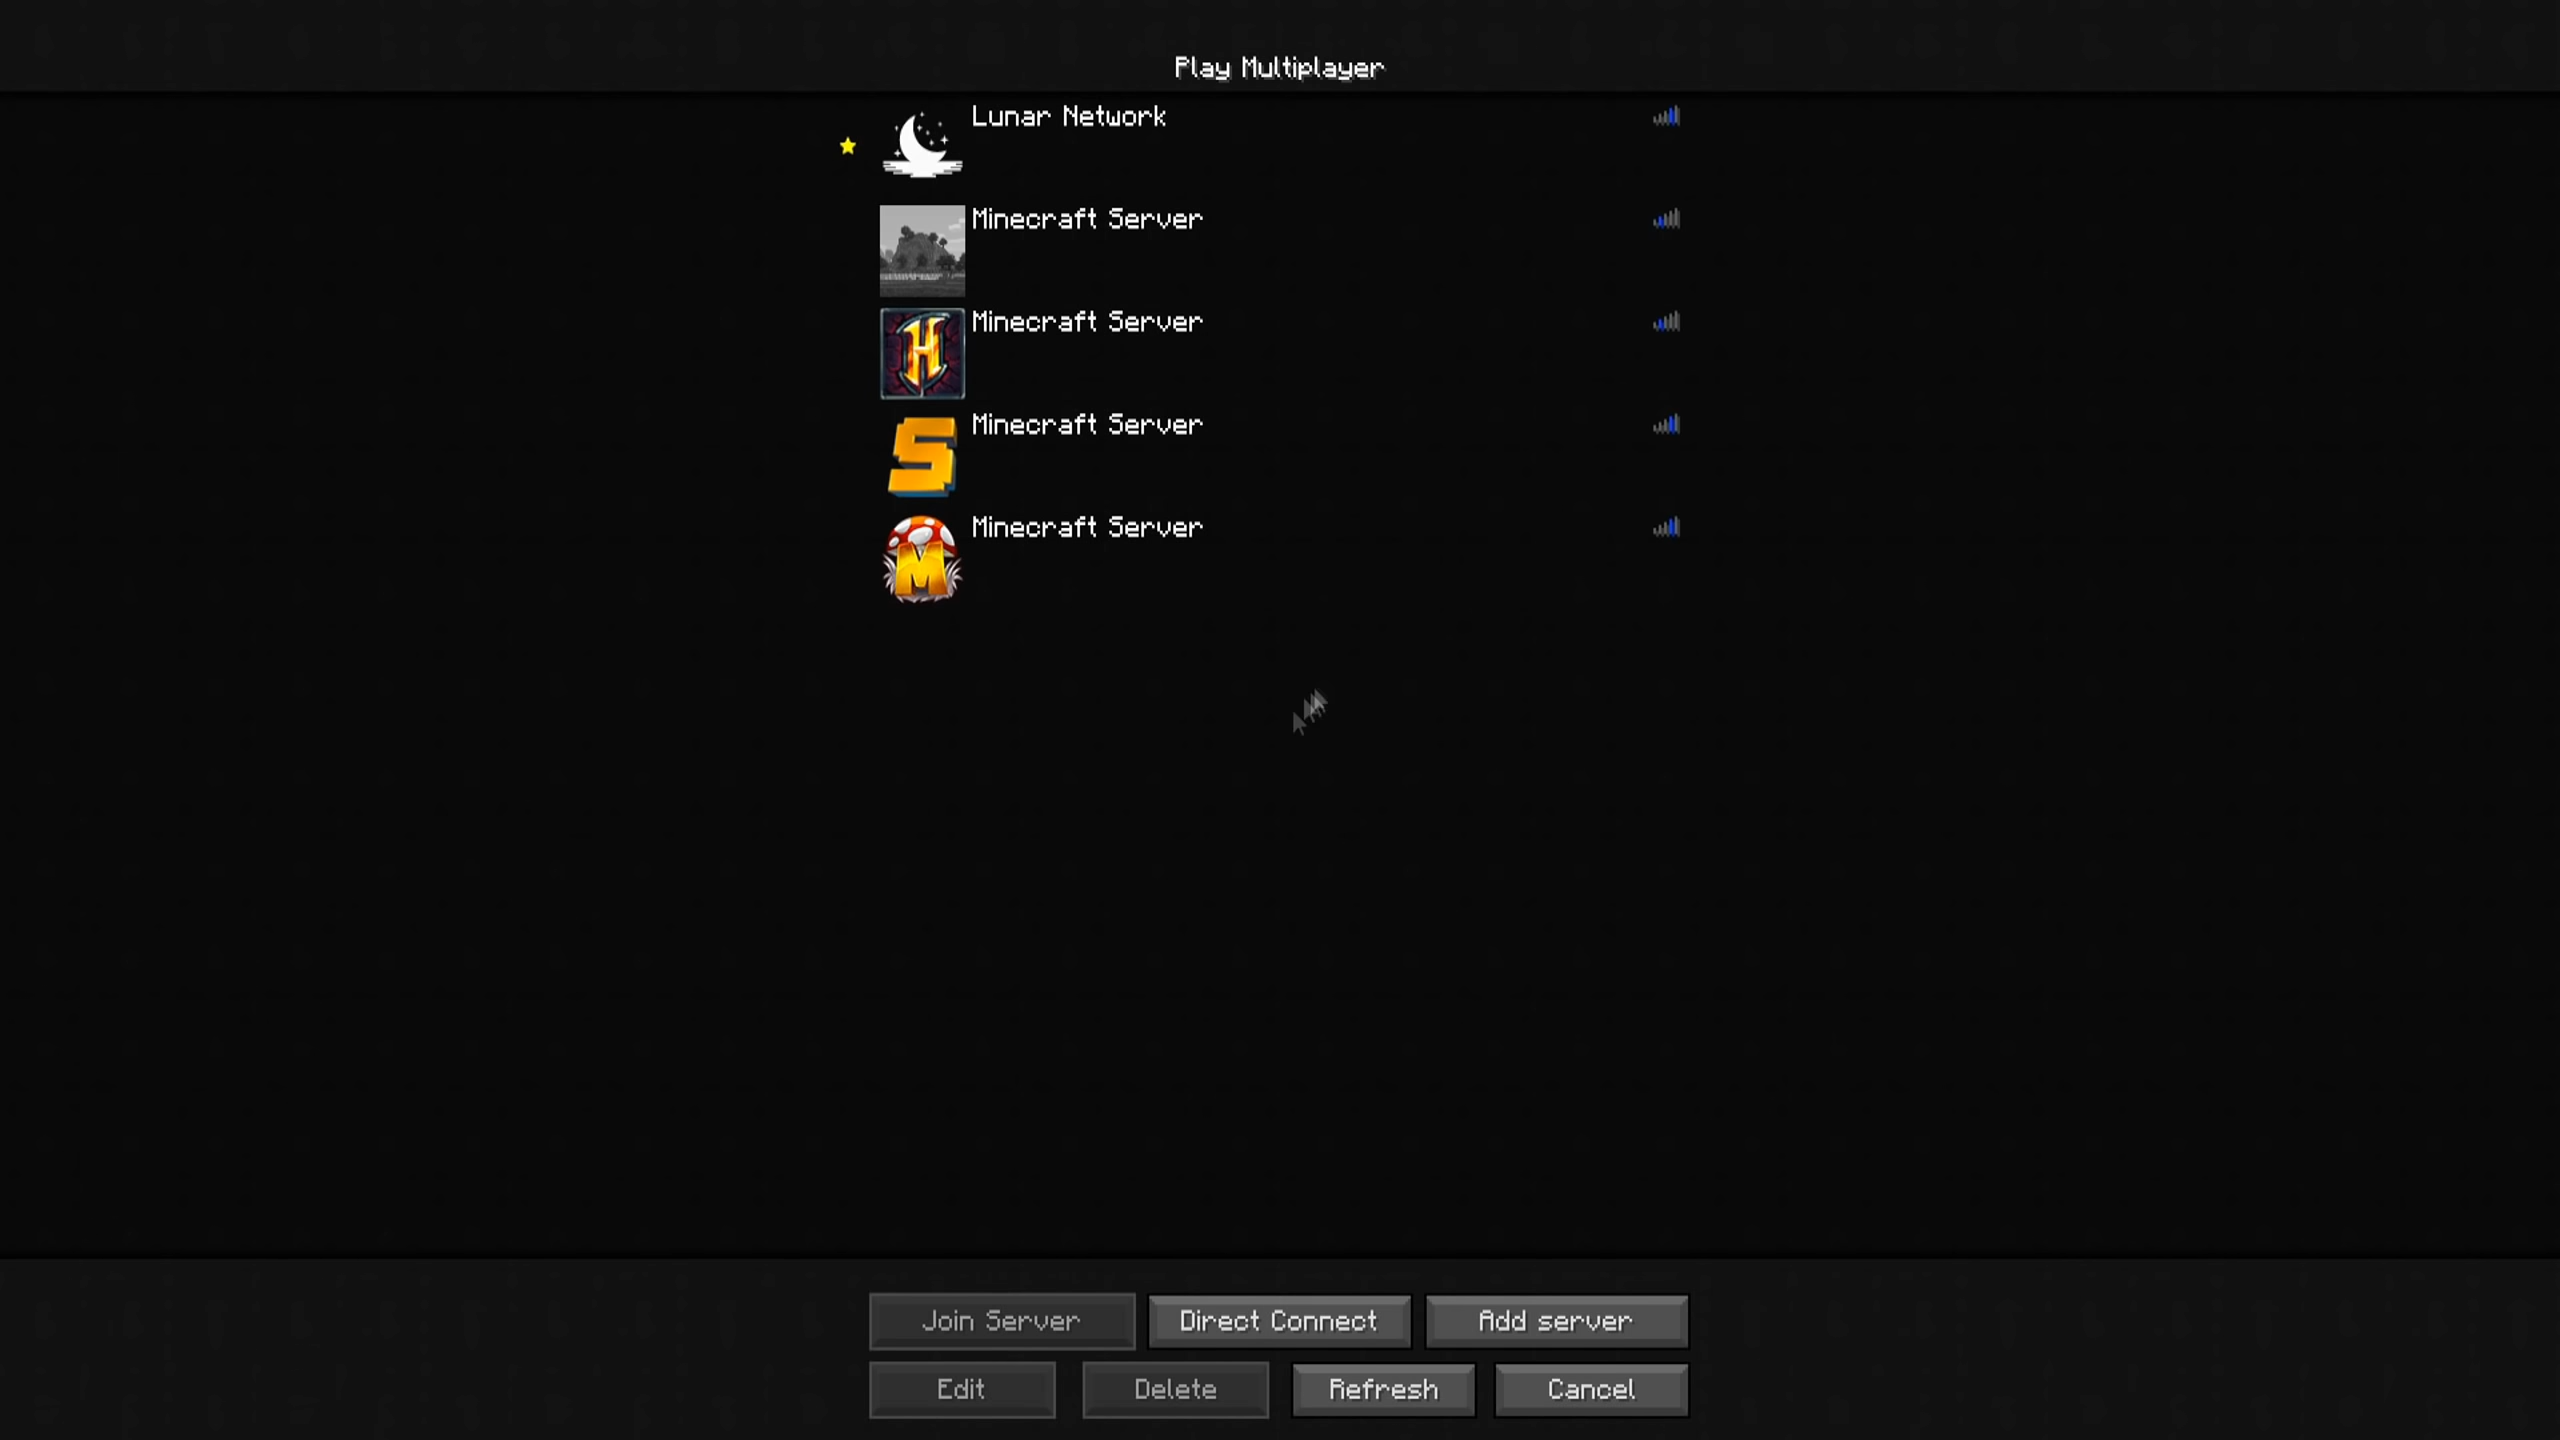 Play Multiplayer
Lunar Network
Minecraft Server
Minecraft Server
H
Minecraft Server
S
Minecraft Server
M
Join Server
Direct Connect
Add server
Edit
Delete
Refresh
Cancel